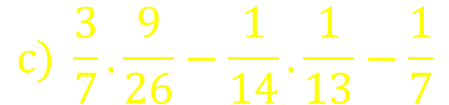 c) 3/7 . 9/26 − 1/14 . 1/13 − 1/7